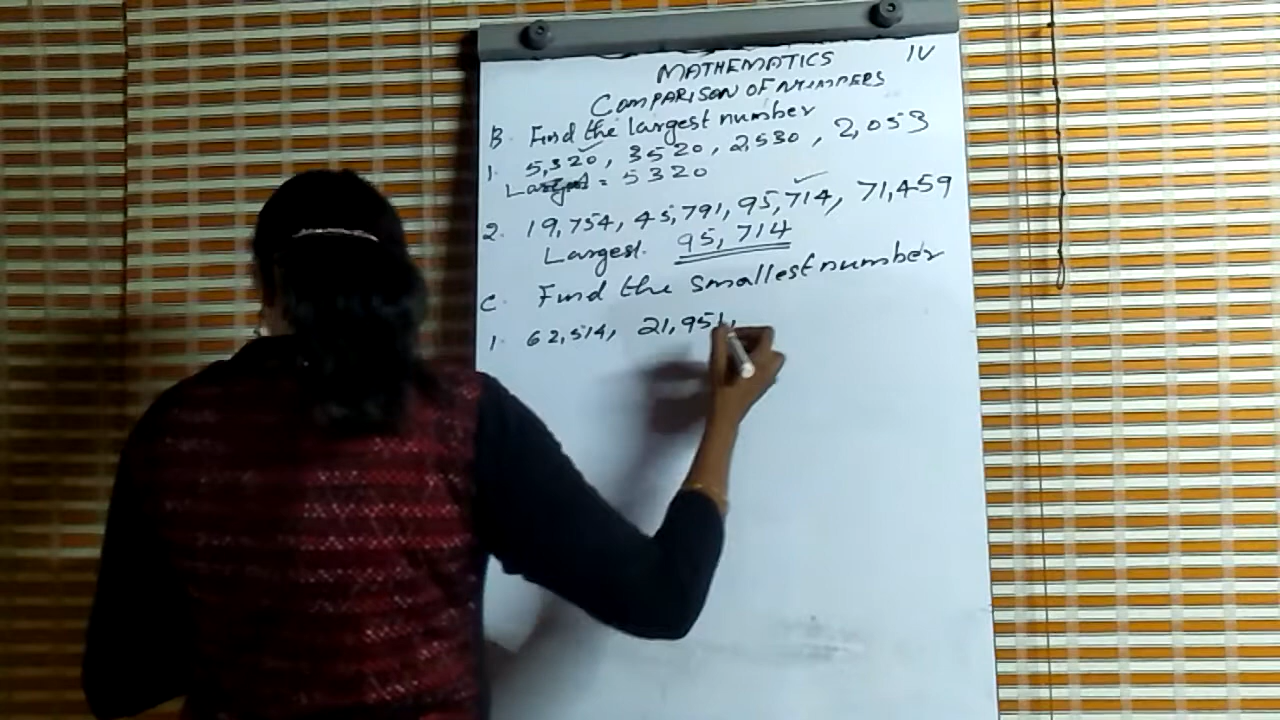 MATHEMATICS IV
COMPARISON OF NUMBERS
B. Find the largest number
1. 5,320, 3520, 2,530, 2,053
Largest = 5320
2. 19,754, 45,791, 95,714, 71,459
Largest. 95,714
C. Find the smallest number
1. 62,514, 21,951,